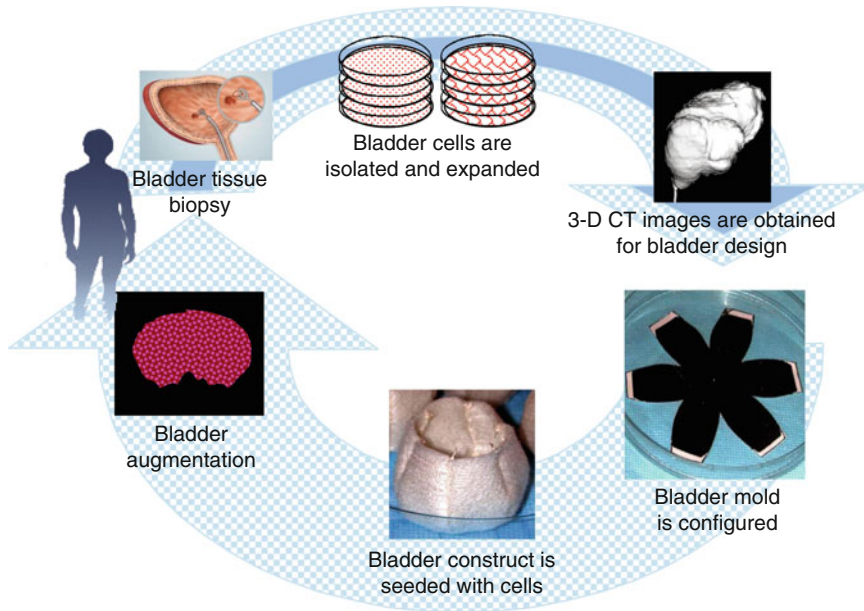 Bladder tissue
biopsy
Bladder cells are
isolated and expanded
3-D CT images are obtained
for bladder design
Bladder mold
is configured
Bladder construct is
seeded with cells
Bladder
augmentation